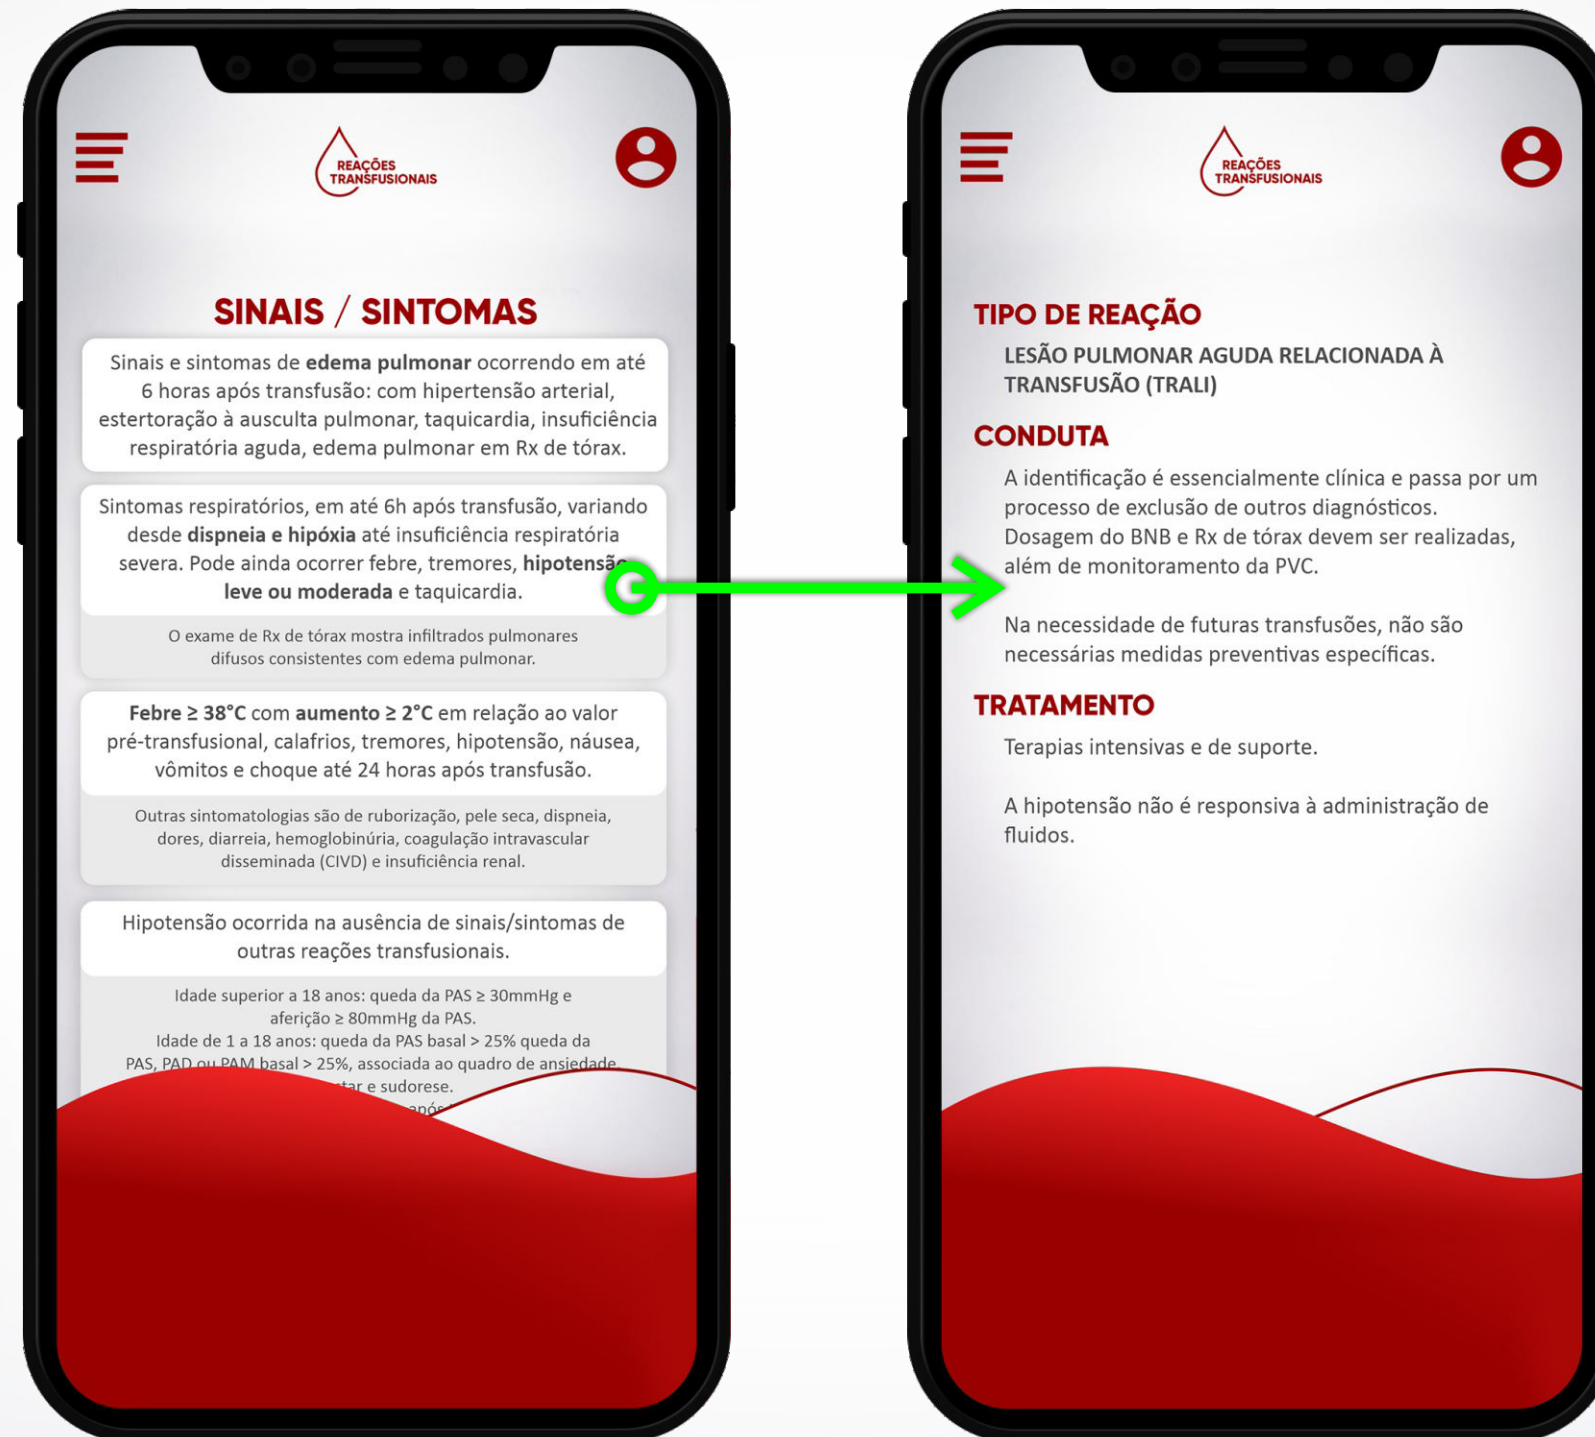 REAÇÕES
TRANSFUSIONAIS
SINAIS / SINTOMAS
Sinais e sintomas de edema pulmonar ocorrendo em até
6 horas após transfusão: com hipertensão arterial,
estertoração à ausculta pulmonar, taquicardia, insuficiência
respiratória aguda, edema pulmonar em Rx de tórax.
Sintomas respiratórios, em até 6h após transfusão, variando
desde dispneia e hipóxia até insuficiência respiratória
severa. Pode ainda ocorrer febre, tremores, hipotensão
leve ou moderada e taquicardia.
O exame de Rx de tórax mostra infiltrados pulmonares
difusos consistentes com edema pulmonar.
Febre ≥ 38°C com aumento ≥ 2°C em relação ao valor
pré-transfusional, calafrios, tremores, hipotensão, náusea,
vômitos e choque até 24 horas após transfusão.
Outras sintomatologias são de ruborização, pele seca, dispneia,
dores, diarreia, hemoglobinúria, coagulação intravascular
disseminada (CIVD) e insuficiência renal.
Hipotensão ocorrida na ausência de sinais/sintomas de
outras reações transfusionais.
Idade superior a 18 anos: queda da PAS ≥ 30mmHg e
aferição ≥ 80mmHg da PAS.
Idade de 1 a 18 anos: queda da PAS basal > 25% queda da
PAS, PAD ou PAM basal > 25%, associada ao quadro de ansiedade,
e sudorese.
após
REAÇÕES
TRANSFUSIONAIS
TIPO DE REAÇÃO
LESÃO PULMONAR AGUDA RELACIONADA À
TRANSFUSÃO (TRALI)
CONDUTA
A identificação é essencialmente clínica e passa por um
processo de exclusão de outros diagnósticos.
Dosagem do BNB e Rx de tórax devem ser realizadas,
além de monitoramento da PVC.
Na necessidade de futuras transfusões, não são
necessárias medidas preventivas específicas.
TRATAMENTO
Terapias intensivas e de suporte.
A hipotensão não é responsiva à administração de
fluidos.